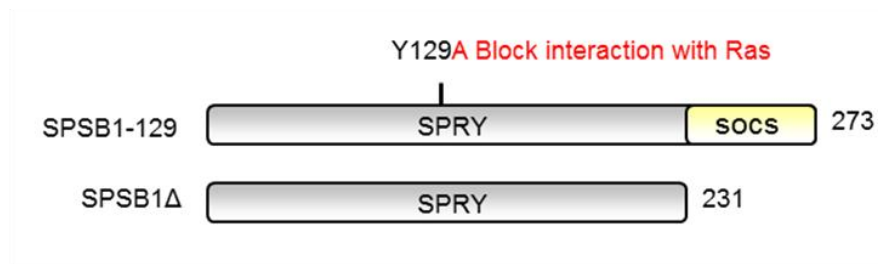 Y129A Block interaction with Ras
SPSB1-129 SPRY SOCS 273
SPSB1Δ SPRY 231